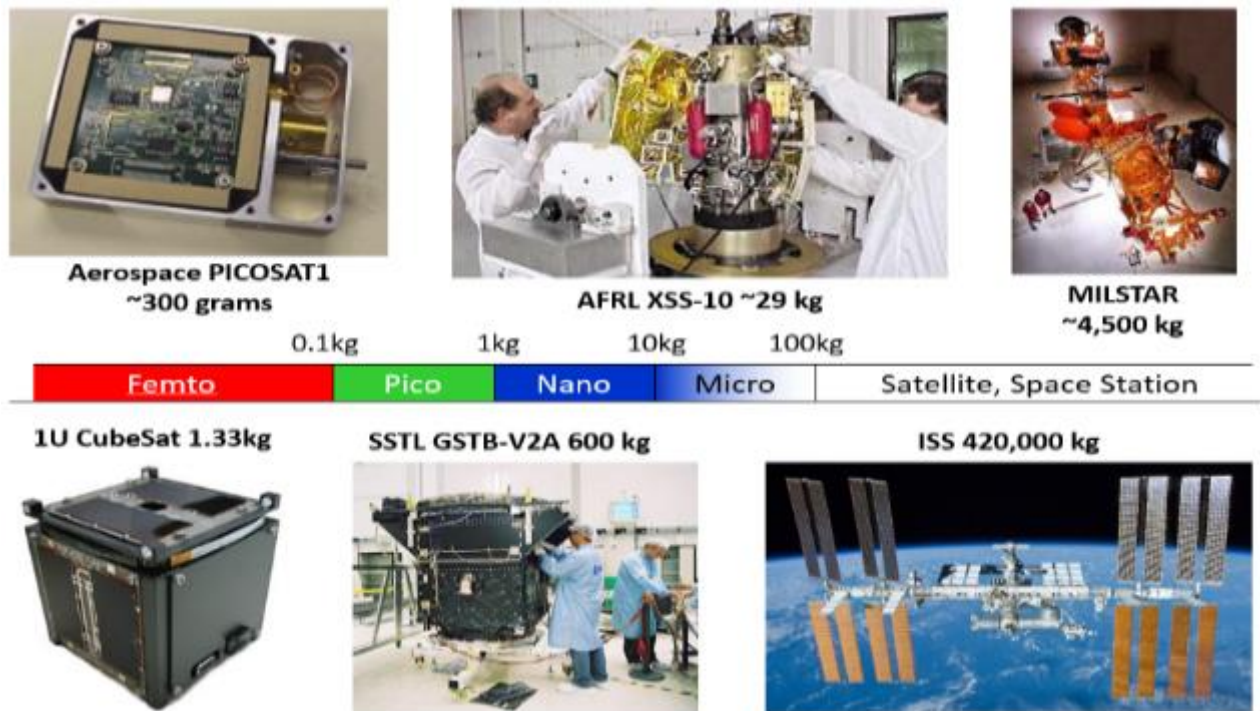 Aerospace PICOSAT1
~300 grams
AFRL XSS-10 ~29 kg
MILSTAR
~4,500 kg
0.1kg
1kg
10kg
100kg
Femto
Pico
Nano
Micro
Satellite, Space Station
1U CubeSat 1.33kg
SSTL GSTB-V2A 600 kg
ISS 420,000 kg